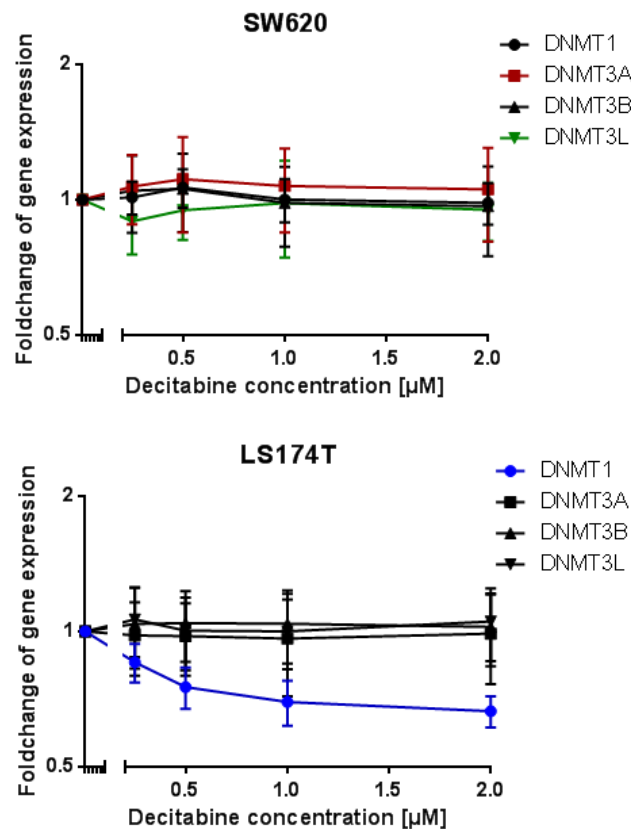 SW620
DNMT1
DNMT3A
DNMT3B
DNMT3L
Foldchange of gene expression
2
1
0.5
0.5
1.0
1.5
2.0
Decitabine concentration [µM]
LS174T
DNMT1
DNMT3A
DNMT3B
DNMT3L
Foldchange of gene expression
2
1
0.5
0.5
1.0
1.5
2.0
Decitabine concentration [µM]